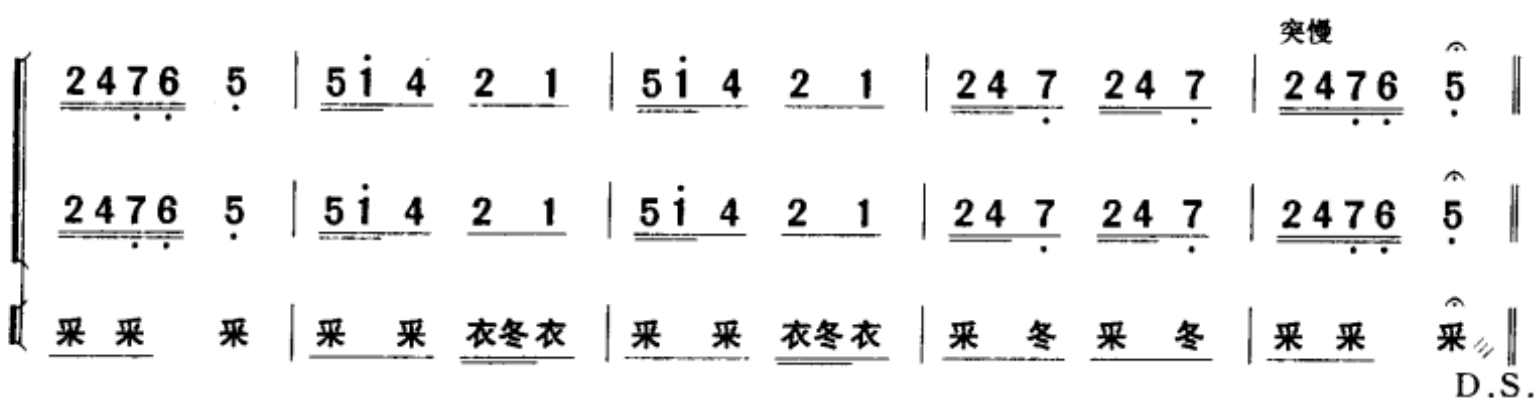 突慢
2476 5 | 5i 4 2 1 | 5i 4 2 1 | 24 7 24 7 | 2476 5
2476 5 | 5i 4 2 1 | 5i 4 2 1 | 24 7 24 7 | 2476 5
采 采 采 | 采 采 衣冬衣 | 采 采 衣冬衣 | 采 冬 采 冬 | 采 采 采
D.S.